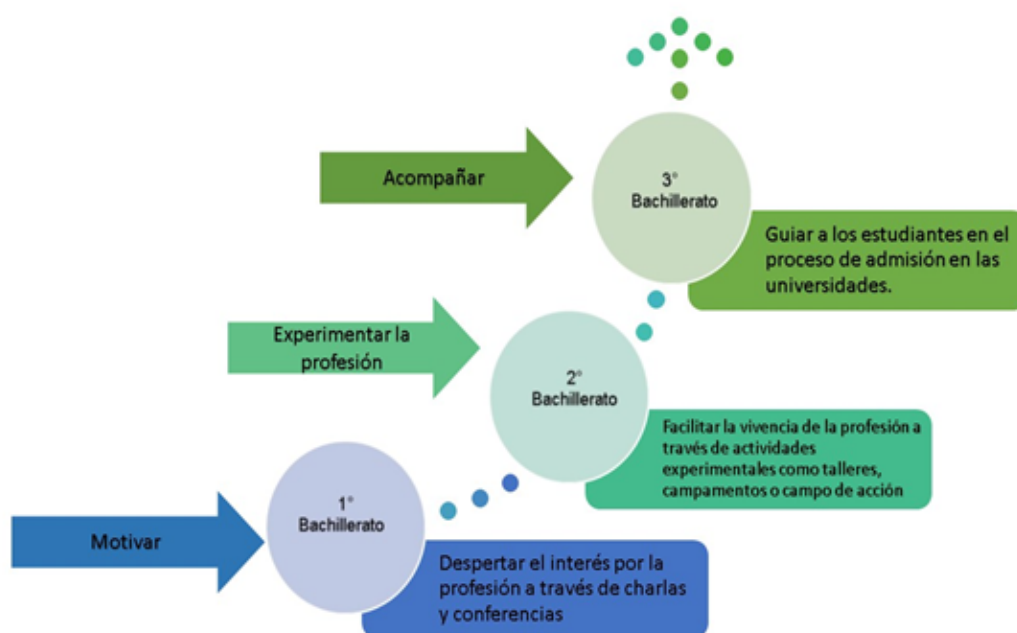 Acompañar
3°
Bachillerato
Guiar a los estudiantes en el
proceso de admisión en las
universidades.
Experimentar la
profesión
2°
Bachillerato
Facilitar la vivencia de la profesión a
través de actividades
experimentales como talleres,
campamentos o campo de acción
Motivar
1°
Bachillerato
Despertar el interés por la
profesión a través de charlas
y conferencias